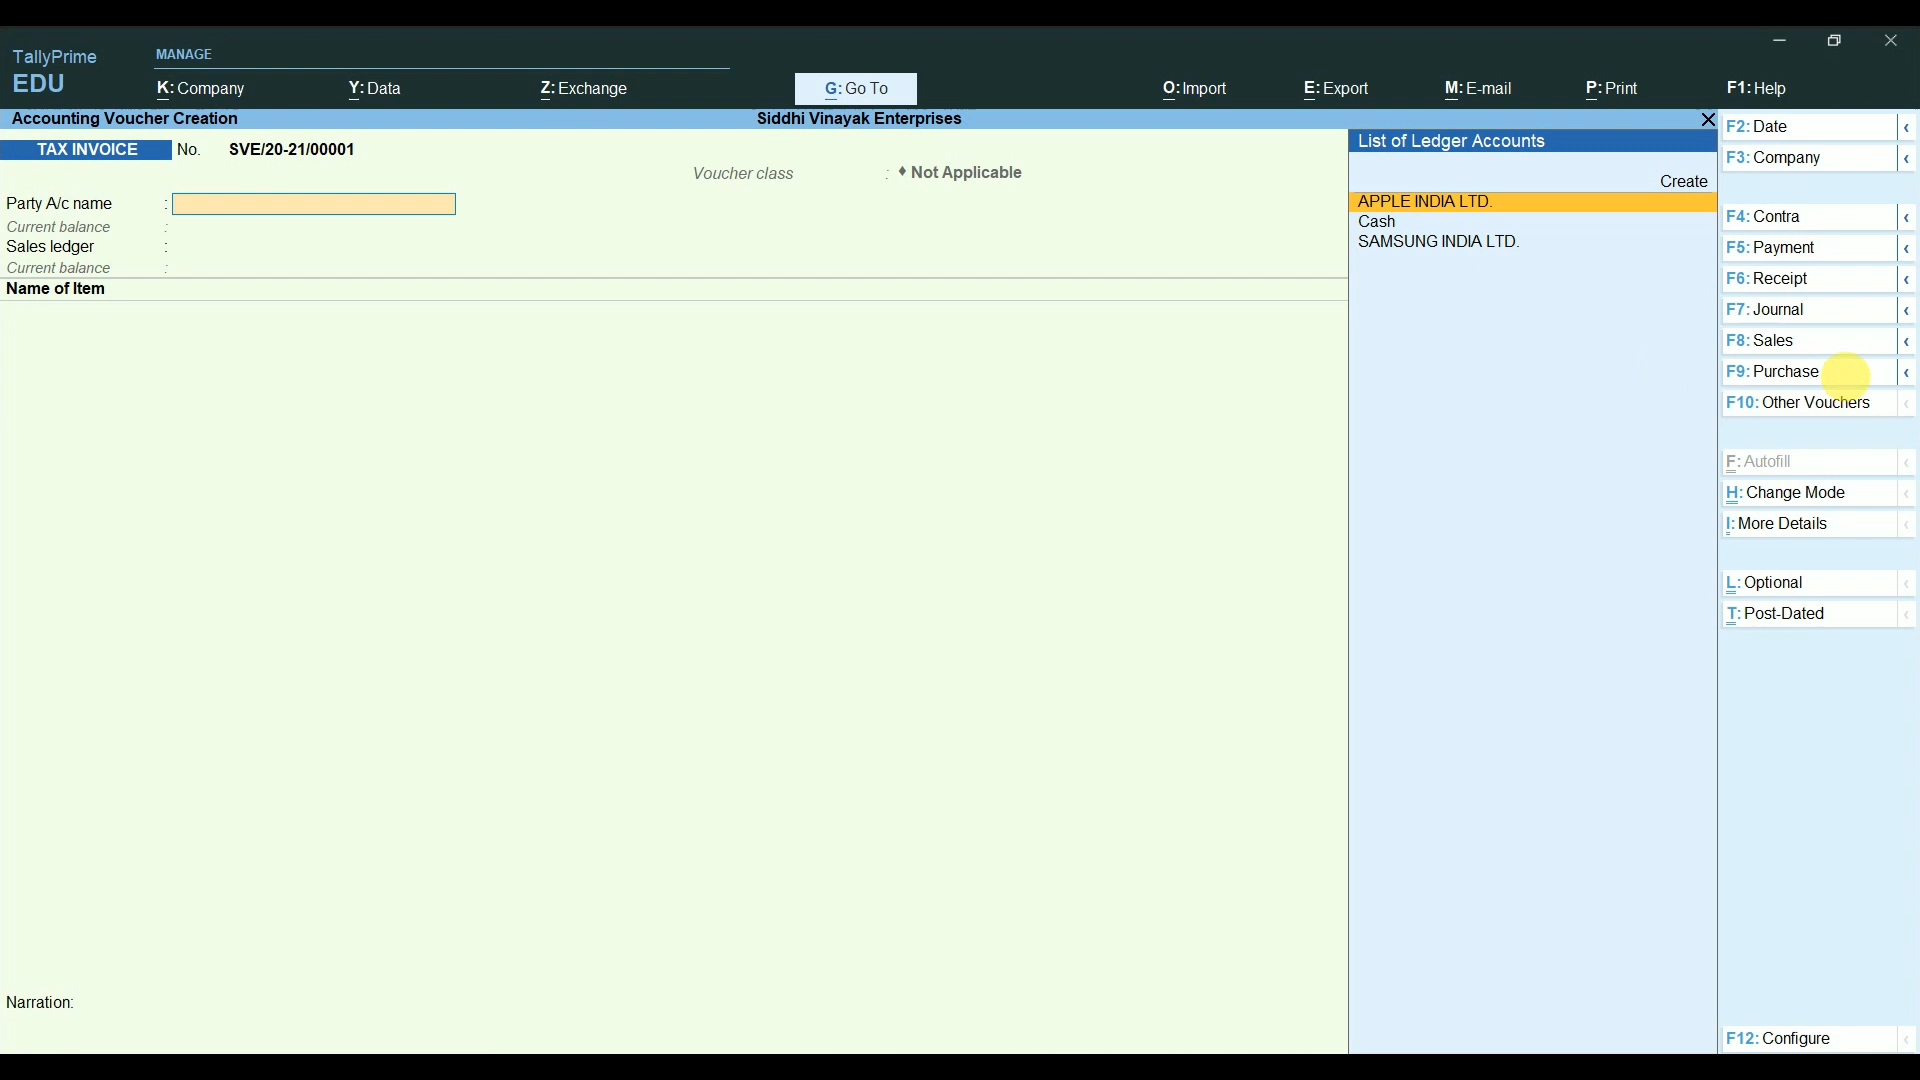 TallyPrime
EDU
MANAGE
K: Company
Y: Data
Z: Exchange
G: Go To
O: Import
E: Export
M: E-mail
P: Print
F1: Help
Accounting Voucher Creation
Siddhi Vinayak Enterprises
TAX INVOICE No. SVE/20-21/00001
Voucher class : ♦ Not Applicable
Party A/c name :
Current balance :
Sales ledger :
Current balance :
Name of Item
Narration:
List of Ledger Accounts
Create
APPLE INDIA LTD.
Cash
SAMSUNG INDIA LTD.
F2: Date
F3: Company
F4: Contra
F5: Payment
F6: Receipt
F7: Journal
F8: Sales
F9: Purchase
F10: Other Vouchers
F: Autofill
H: Change Mode
I: More Details
L: Optional
T: Post-Dated
F12: Configure